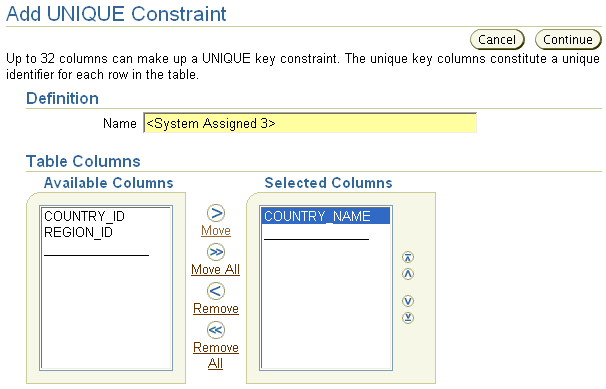 Add UNIQUE Constraint
Cancel Continue
Up to 32 columns can make up a UNIQUE key constraint. The unique key columns constitute a unique
identifier for each row in the table.
Definition
Name <System Assigned 3>
Table Columns
Available Columns Selected Columns
COUNTRY_ID
REGION_ID
Move
Move All
Remove
Remove
All
COUNTRY_NAME